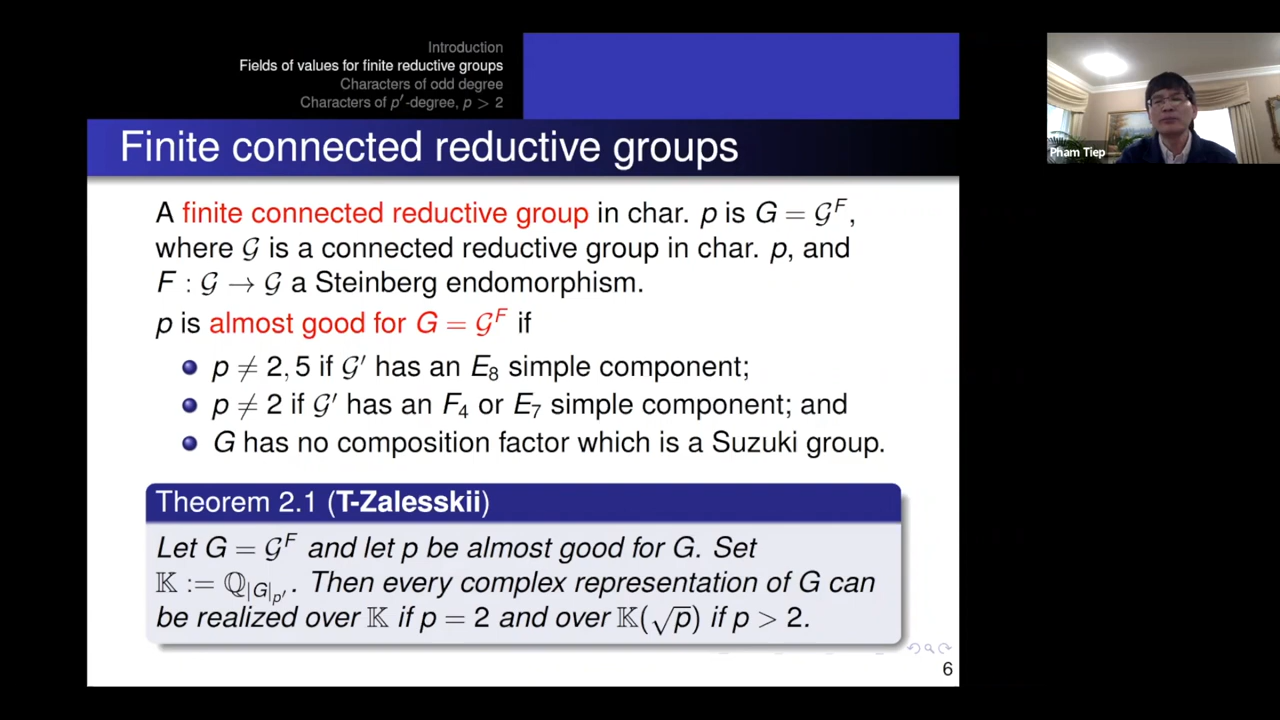 Introduction
Fields of values for finite reductive groups
Characters of odd degree
Characters of p′-degree, p > 2
Finite connected reductive groups
A finite connected reductive group in char. p is G = 𝒢^F,
where 𝒢 is a connected reductive group in char. p, and
F : 𝒢 → 𝒢 a Steinberg endomorphism.
p is almost good for G = 𝒢^F if
p ≠ 2, 5 if 𝒢′ has an E₈ simple component;
p ≠ 2 if 𝒢′ has an F₄ or E₇ simple component; and
G has no composition factor which is a Suzuki group.
Theorem 2.1 (T-Zalesskii)
Let G = 𝒢^F and let p be almost good for G. Set
𝕂 := ℚ_{|G|_{p′}}. Then every complex representation of G can
be realized over 𝕂 if p = 2 and over 𝕂(√p) if p > 2.
6
Pham Tiep